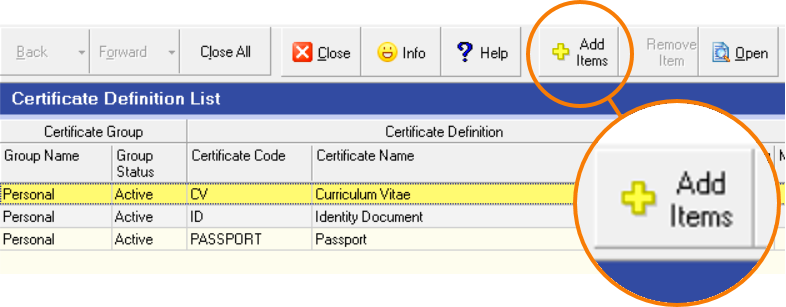 Back Forward Close All Close Info Help Add Items Remove Item Open
Certificate Definition List
Certificate Group Certificate Definition
Group Name Group Status Certificate Code Certificate Name
Personal Active CV Curriculum Vitae
Personal Active ID Identity Document
Personal Active PASSPORT Passport
Add
Items